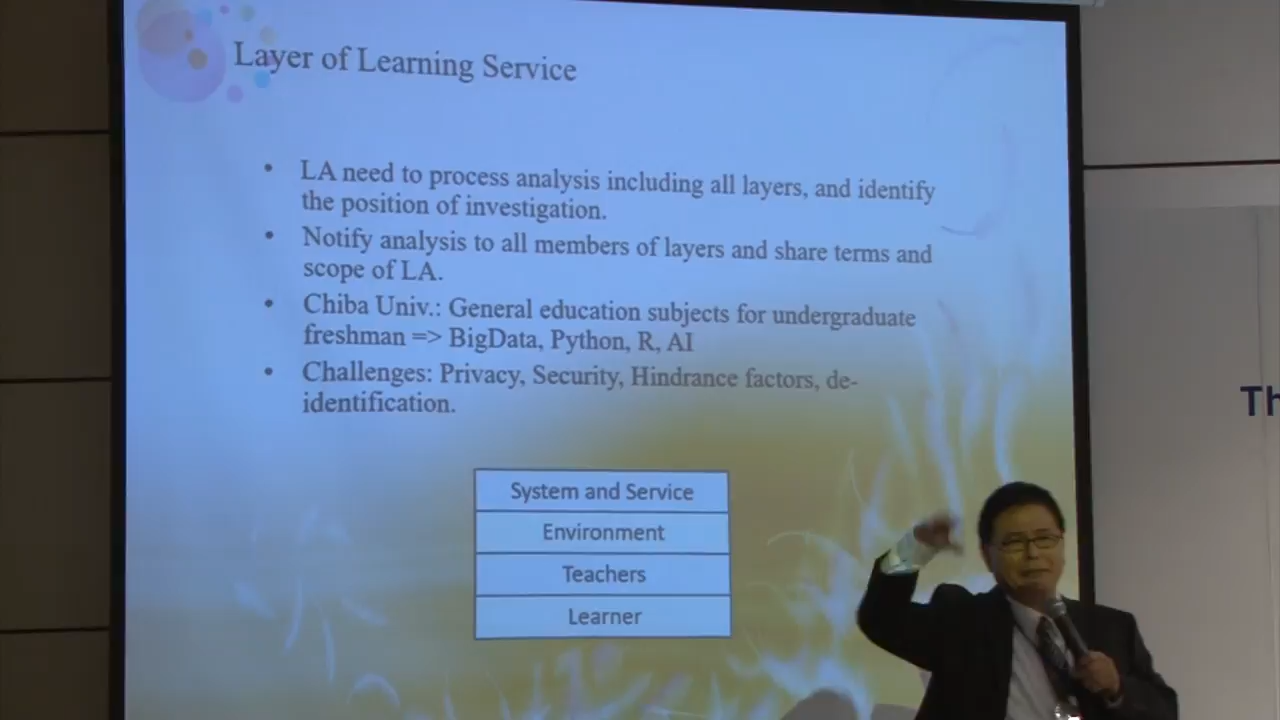 Layer of Learning Service
• LA need to process analysis including all layers, and identify
the position of investigation.
• Notify analysis to all members of layers and share terms and
scope of LA.
• Chiba Univ.: General education subjects for undergraduate
freshman => BigData, Python, R, AI
• Challenges: Privacy, Security, Hindrance factors, de-
identification.
System and Service
Environment
Teachers
Learner
Th